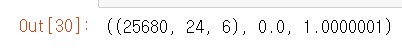 Out[30]: ((25680, 24, 6), 0.0, 1.0000001)